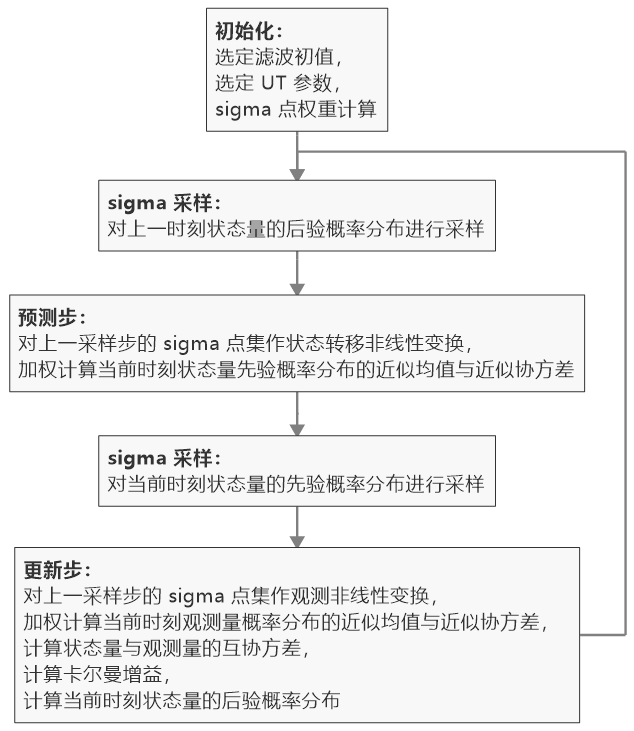 初始化：
选定滤波初值，
选定 UT 参数，
sigma 点权重计算
sigma 采样：
对上一时刻状态量的后验概率分布进行采样
预测步：
对上一采样步的 sigma 点集作状态转移非线性变换，
加权计算当前时刻状态量先验概率分布的近似均值与近似协方差
sigma 采样：
对当前时刻状态量的先验概率分布进行采样
更新步：
对上一采样步的 sigma 点集作观测非线性变换，
加权计算当前时刻观测量概率分布的近似均值与近似协方差，
计算状态量与观测量的互协方差，
计算卡尔曼增益，
计算当前时刻状态量的后验概率分布